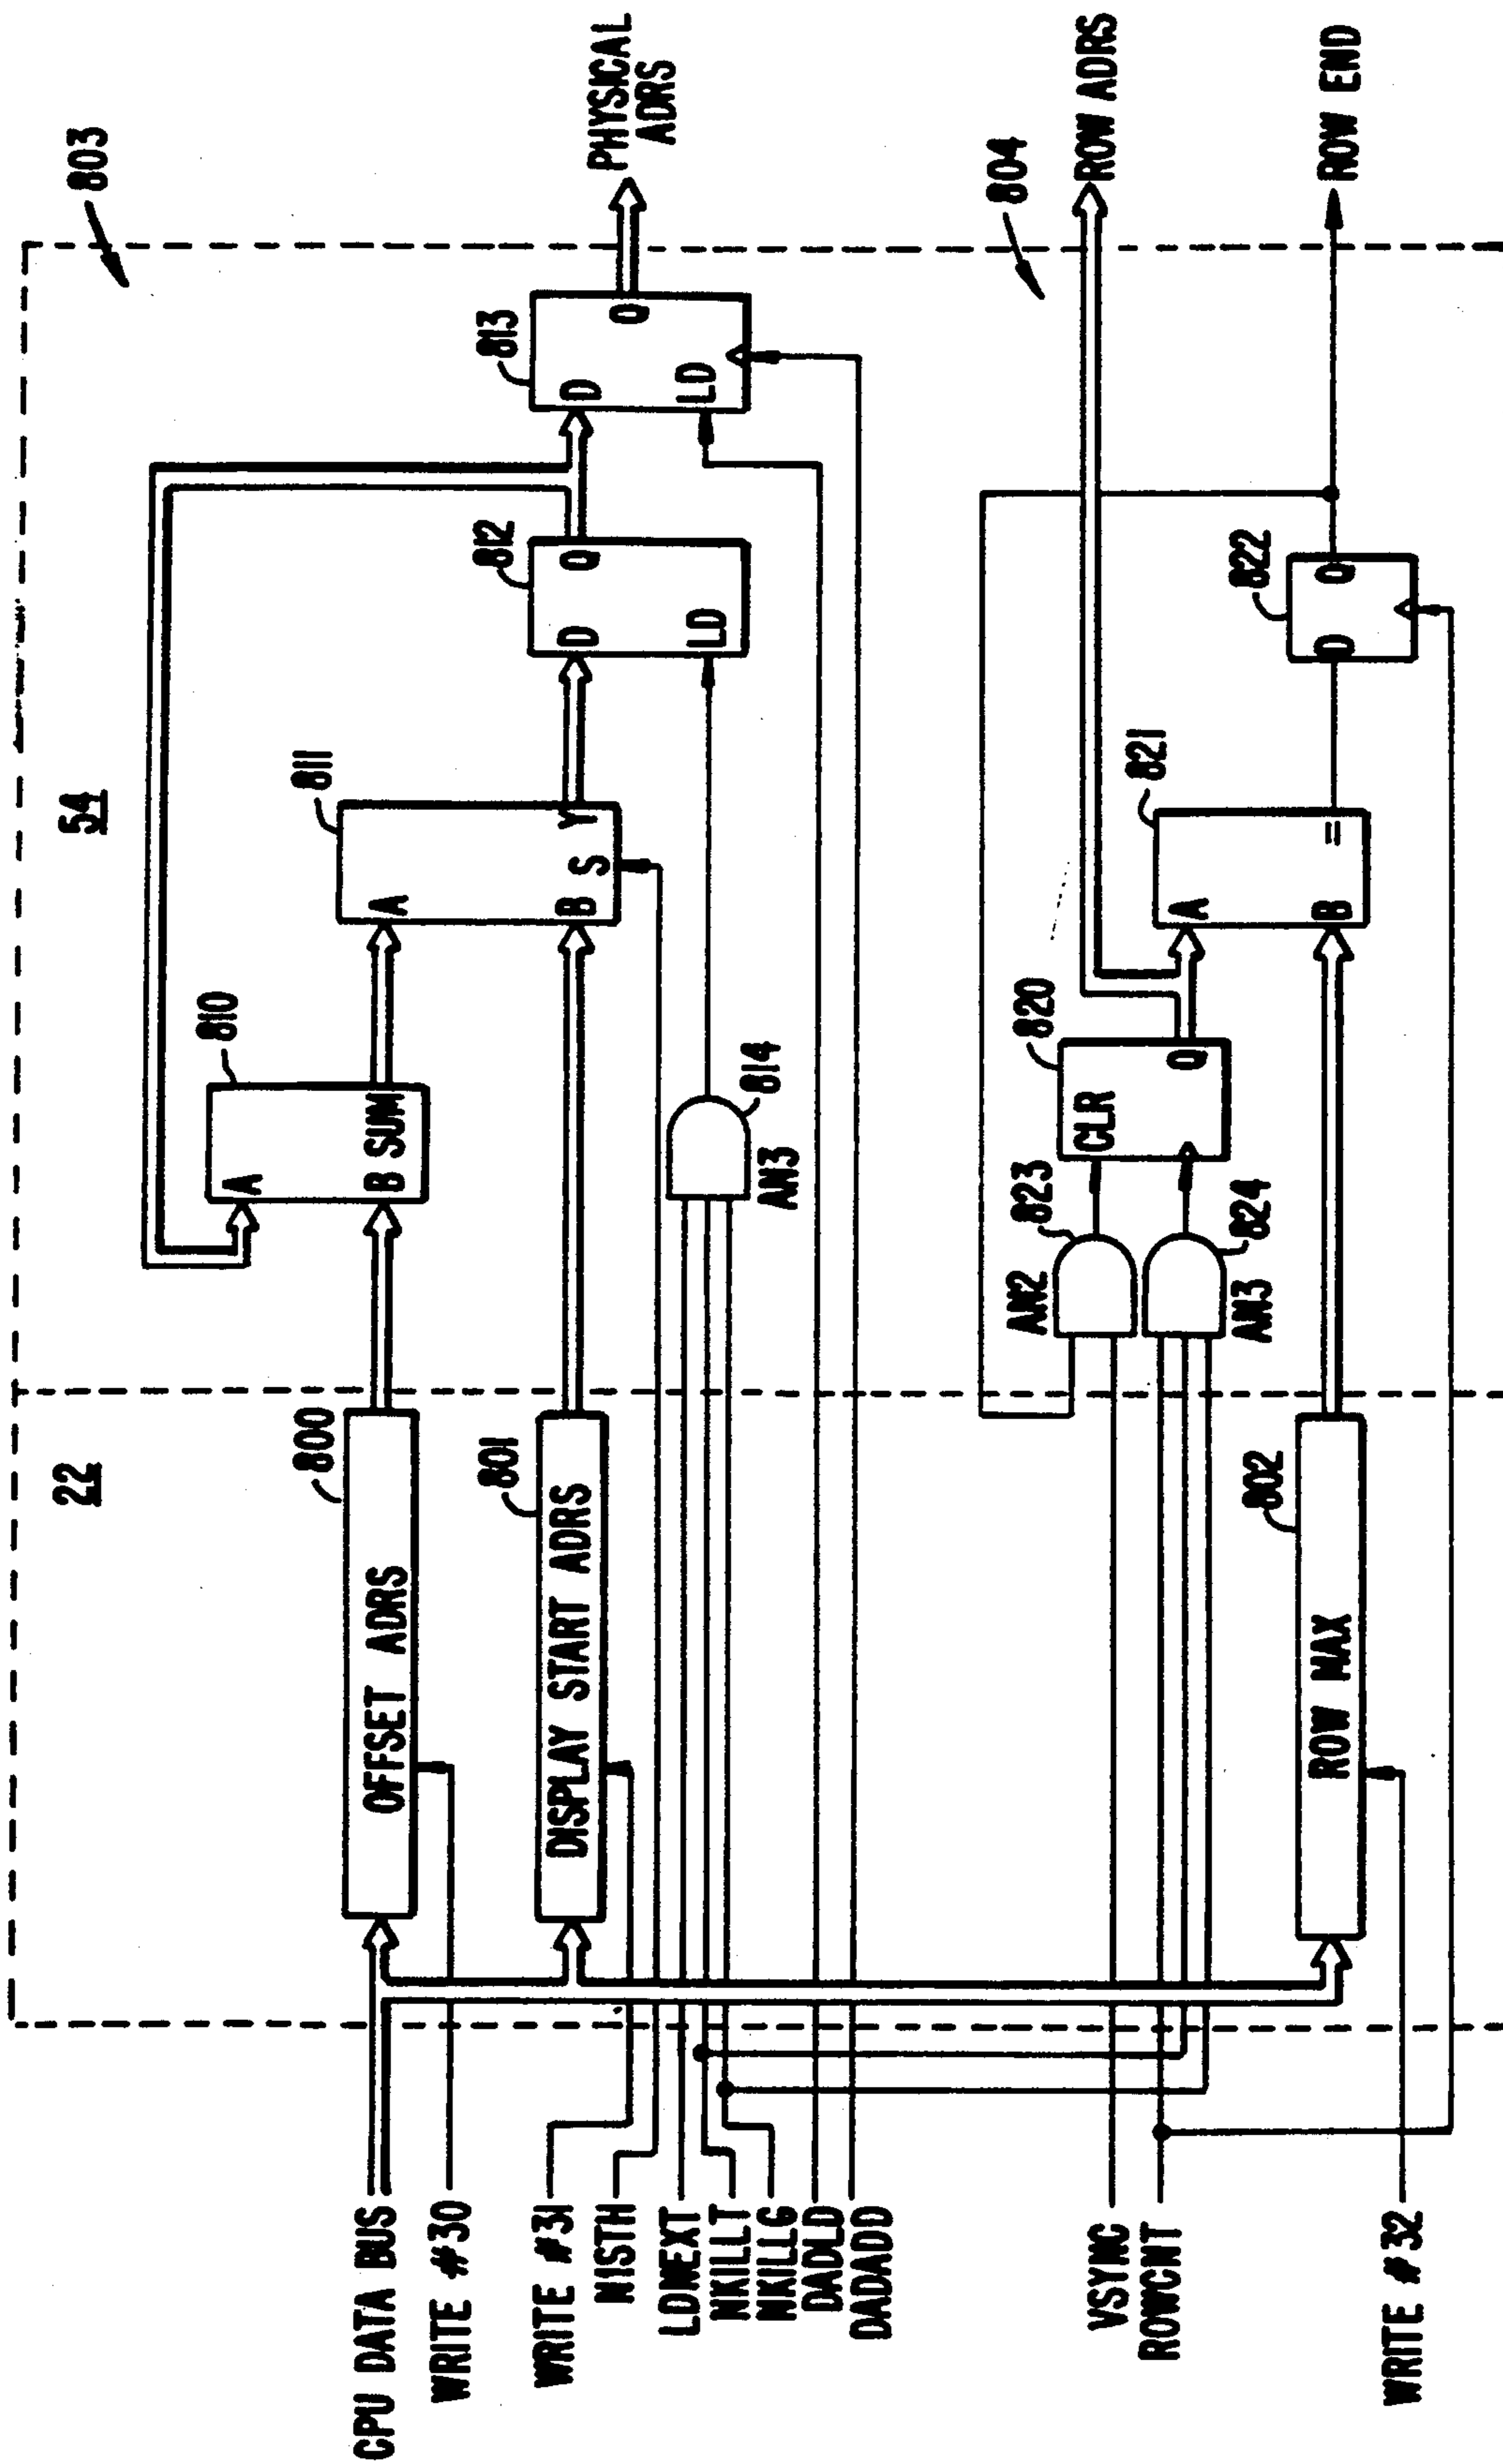 22
54
803
CPU DATA BUS
OFFSET ADRS
800
A
B SUM
810
WRITE #30
DISPLAY START ADRS
801
A
B S Y
811
D Q
LD
812
D Q
LD
813
PHYSICAL
ADRS
WRITE #31
N1STH
LDNEXT
NKILLT
NKILLG
AN3
814
DADLD
DADADD
804
VSYNC
ROWCNT
AN2
823
AN3
824
CLR
Q
820
ROW ADRS
ROW MAX
802
A
B =
821
D Q
822
ROW END
WRITE #32